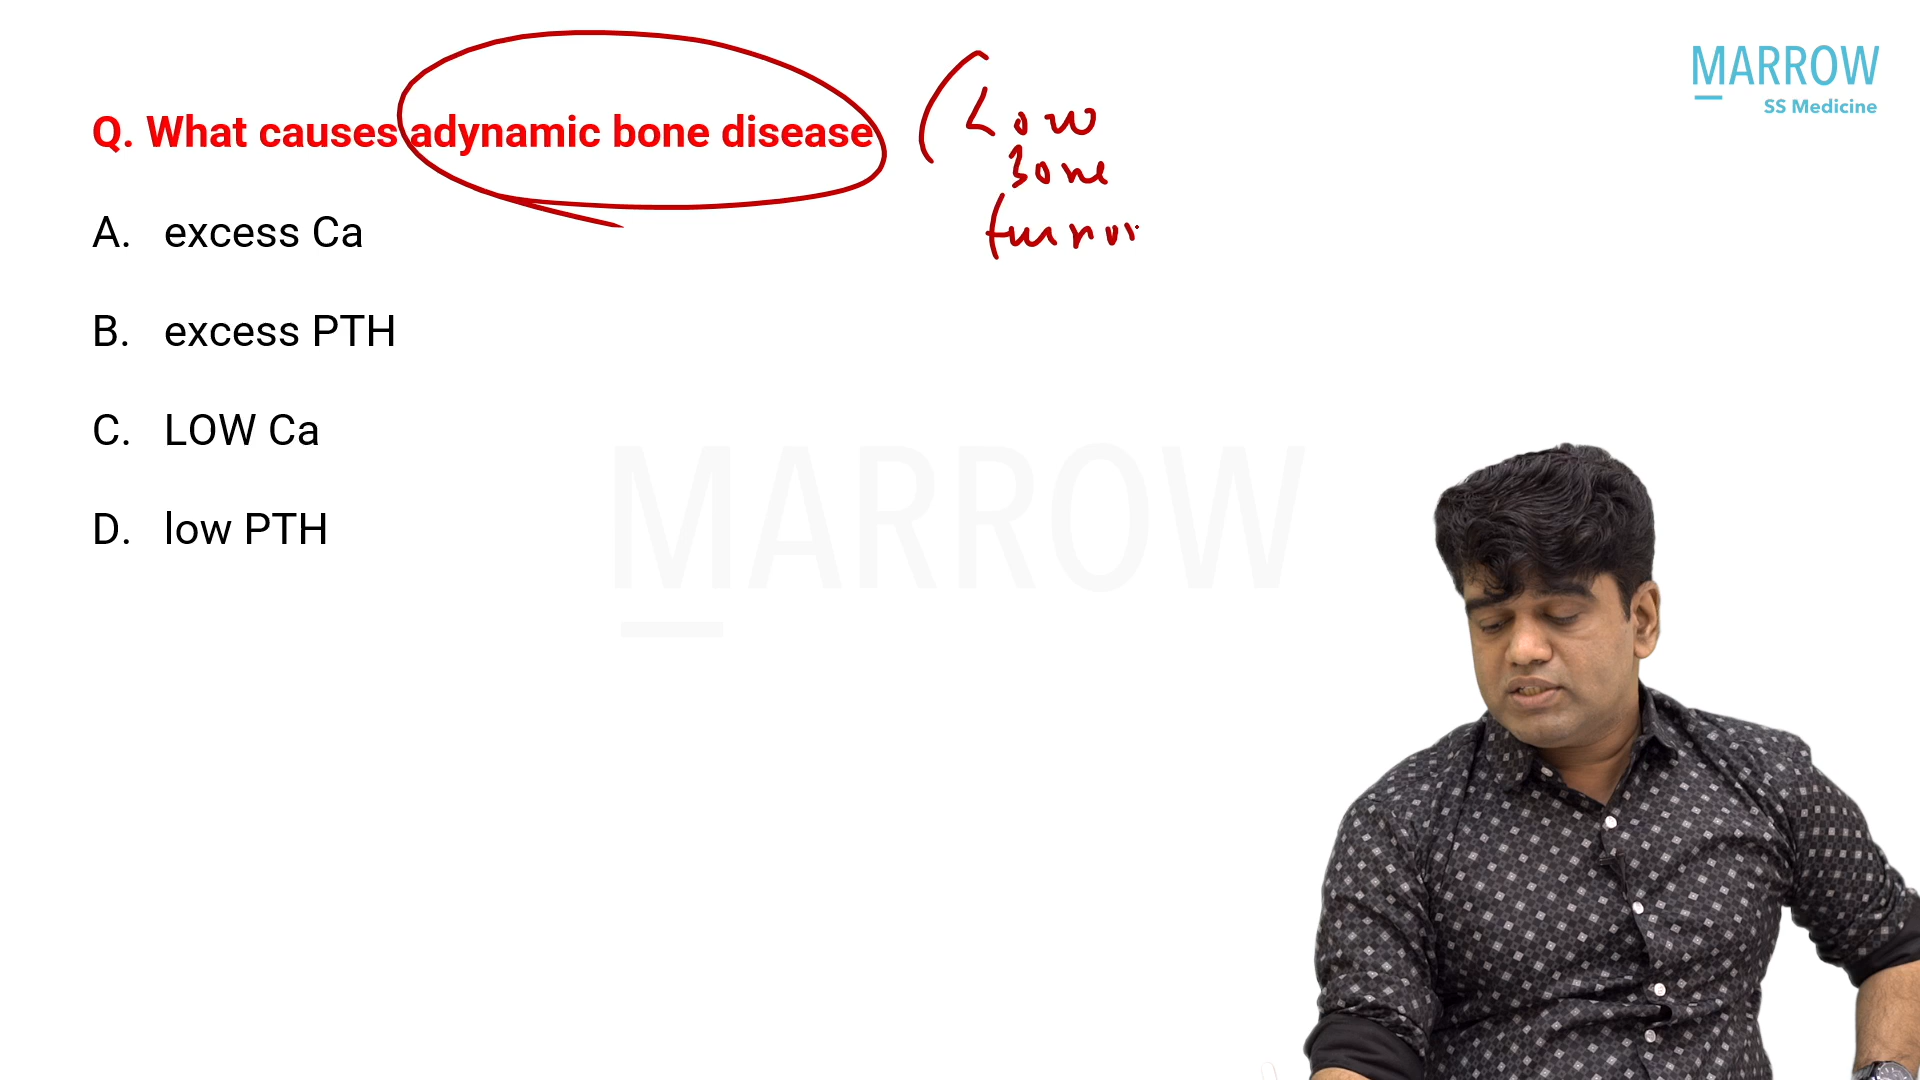 MARROW
SS Medicine
Q. What causes adynamic bone disease
Low
Bone
A. excess Ca
B. excess PTH
C. LOW Ca
D. low PTH
MARROW